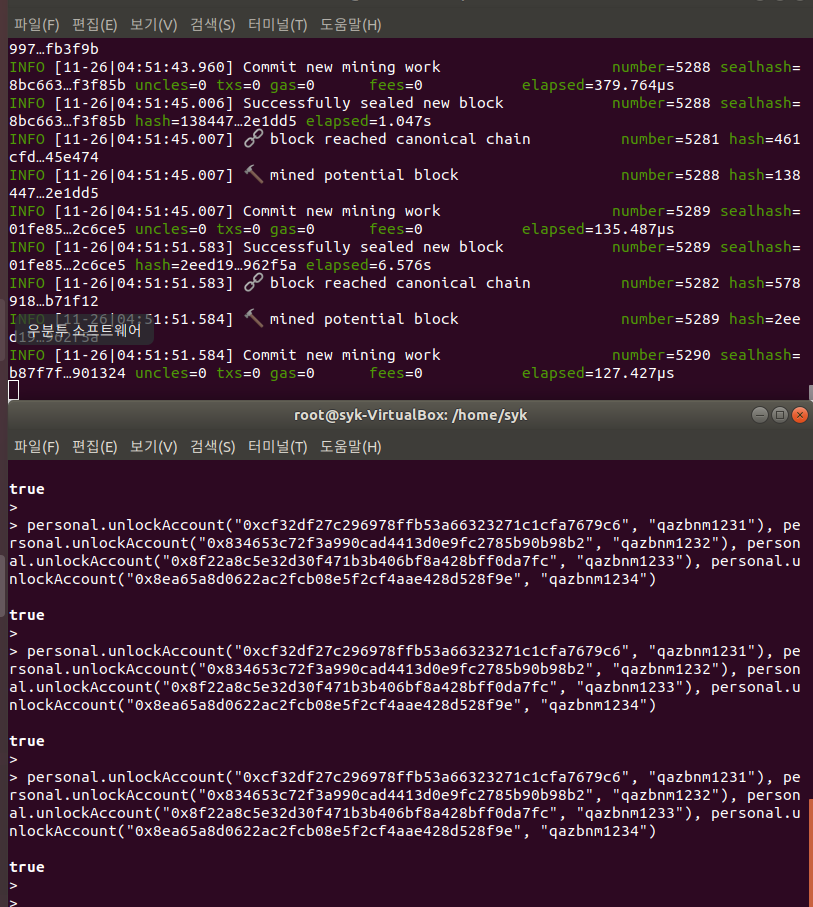 파일(F) 편집(E) 보기(V) 검색(S) 터미널(T) 도움말(H)
997…fb3f9b
INFO [11-26|04:51:43.960] Commit new mining work number=5288 sealhash=
8bc663…f3f85b uncles=0 txs=0 gas=0 fees=0 elapsed=379.764µs
INFO [11-26|04:51:45.006] Successfully sealed new block number=5288 sealhash=
8bc663…f3f85b hash=138447…2e1dd5 elapsed=1.047s
INFO [11-26|04:51:45.007] 🔗 block reached canonical chain number=5281 hash=461
cfd…45e474
INFO [11-26|04:51:45.007] 🔨 mined potential block number=5288 hash=138
447…2e1dd5
INFO [11-26|04:51:45.007] Commit new mining work number=5289 sealhash=
01fe85…2c6ce5 uncles=0 txs=0 gas=0 fees=0 elapsed=135.487µs
INFO [11-26|04:51:51.583] Successfully sealed new block number=5289 sealhash=
01fe85…2c6ce5 hash=2eed19…962f5a elapsed=6.576s
INFO [11-26|04:51:51.583] 🔗 block reached canonical chain number=5282 hash=578
918…b71f12
INFO [11-26|04:51:51.584] 🔨 mined potential block number=5289 hash=2ee
d19…962f5a
우분투 소프트웨어
INFO [11-26|04:51:51.584] Commit new mining work number=5290 sealhash=
b87f7f…901324 uncles=0 txs=0 gas=0 fees=0 elapsed=127.427µs
root@syk-VirtualBox: /home/syk
파일(F) 편집(E) 보기(V) 검색(S) 터미널(T) 도움말(H)
true
>
> personal.unlockAccount("0xcf32df27c296978ffb53a66323271c1cfa7679c6", "qazbnm1231"), pe
rsonal.unlockAccount("0x834653c72f3a990cad4413d0e9fc2785b90b98b2", "qazbnm1232"), person
al.unlockAccount("0x8f22a8c5e32d30f471b3b406bf8a428bff0da7fc", "qazbnm1233"), personal.u
nlockAccount("0x8ea65a8d0622ac2fcb08e5f2cf4aae428d528f9e", "qazbnm1234")
true
>
> personal.unlockAccount("0xcf32df27c296978ffb53a66323271c1cfa7679c6", "qazbnm1231"), pe
rsonal.unlockAccount("0x834653c72f3a990cad4413d0e9fc2785b90b98b2", "qazbnm1232"), person
al.unlockAccount("0x8f22a8c5e32d30f471b3b406bf8a428bff0da7fc", "qazbnm1233"), personal.u
nlockAccount("0x8ea65a8d0622ac2fcb08e5f2cf4aae428d528f9e", "qazbnm1234")
true
>
> personal.unlockAccount("0xcf32df27c296978ffb53a66323271c1cfa7679c6", "qazbnm1231"), pe
rsonal.unlockAccount("0x834653c72f3a990cad4413d0e9fc2785b90b98b2", "qazbnm1232"), person
al.unlockAccount("0x8f22a8c5e32d30f471b3b406bf8a428bff0da7fc", "qazbnm1233"), personal.u
nlockAccount("0x8ea65a8d0622ac2fcb08e5f2cf4aae428d528f9e", "qazbnm1234")
true
>
>